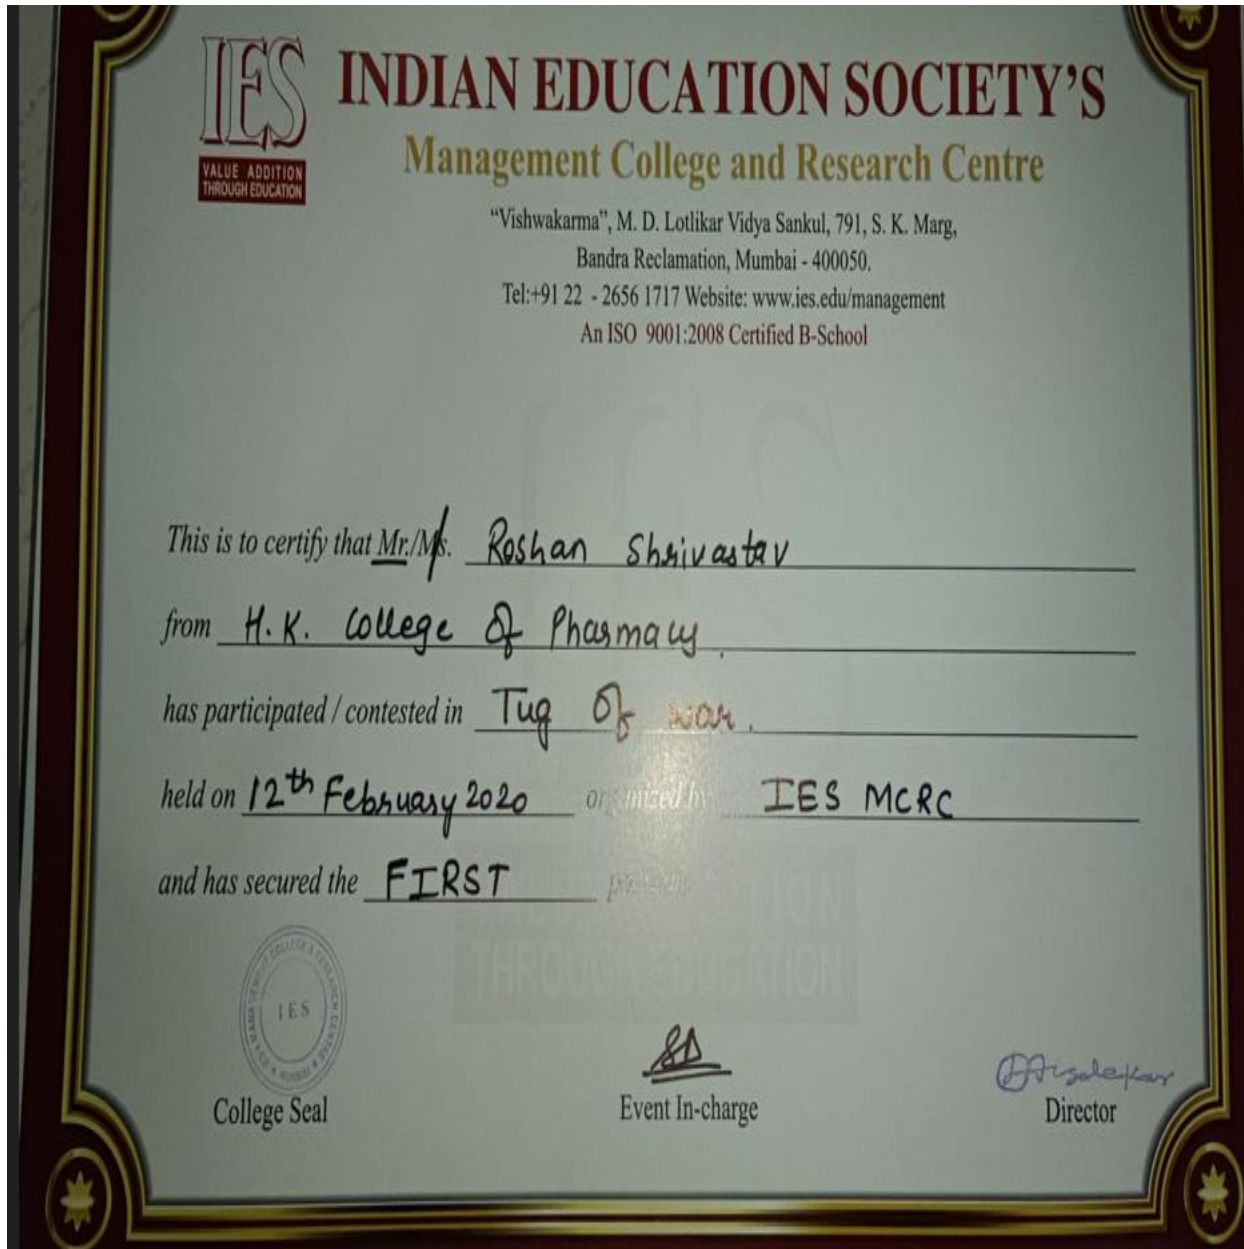 IES
VALUE ADDITION
THROUGH EDUCATION
INDIAN EDUCATION SOCIETY'S
Management College and Research Centre
"Vishwakarma", M. D. Lotlikar Vidya Sankul, 791, S. K. Marg,
Bandra Reclamation, Mumbai - 400050.
Tel:+91 22 - 2656 1717 Website: www.ies.edu/management
An ISO 9001:2008 Certified B-School
This is to certify that Mr./Ms. Roshan Shrivastav
from H.K. College Of Pharmacy.
has participated / contested in Tug Of war.
held on 12th February 2020 organized by IES MCRC
and has secured the FIRST position
THROUGH EDUCATION
IES
College Seal
Event In-charge
Director